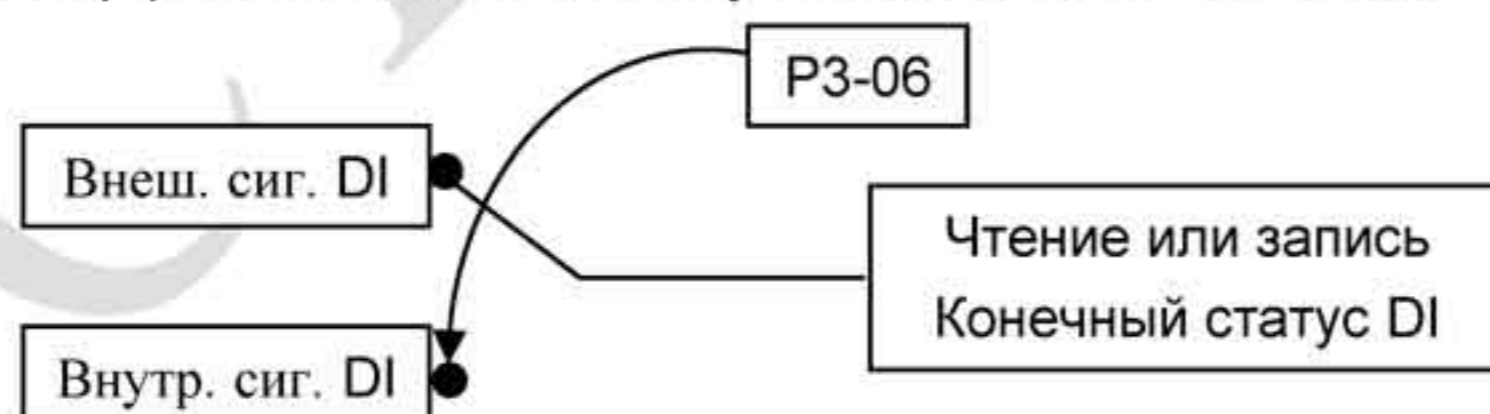 P3-06
Внеш. сиг. DI
Чтение или запись
Конечный статус DI
Внутр. сиг. DI